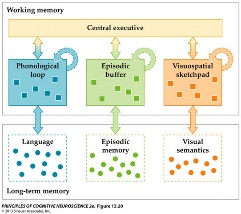 Working memory
Central executive
Phonological
loop
Episodic
buffer
Visuospatial
sketchpad
Language
Episodic
memory
Visual
semantics
Long-term memory
PRINCIPLES OF COGNITIVE NEUROSCIENCE 2e, Figure 13.20
© 2013 Sinauer Associates, Inc.